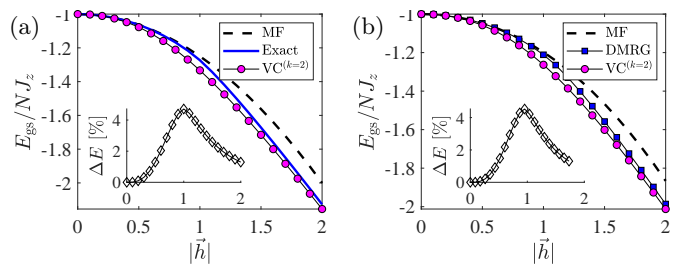 (a)
-1
-1.2
-1.4
-1.6
-1.8
-2
E_gs/NJ_z
MF
Exact
VC^(k=2)
ΔE [%]
4
2
0
0 1 2
0 0.5 1 1.5 2
|h⃗|
(b)
-1
-1.2
-1.4
-1.6
-1.8
-2
E_gs/NJ_z
MF
DMRG
VC^(k=2)
ΔE [%]
4
2
0
0 1 2
0 0.5 1 1.5 2
|h⃗|